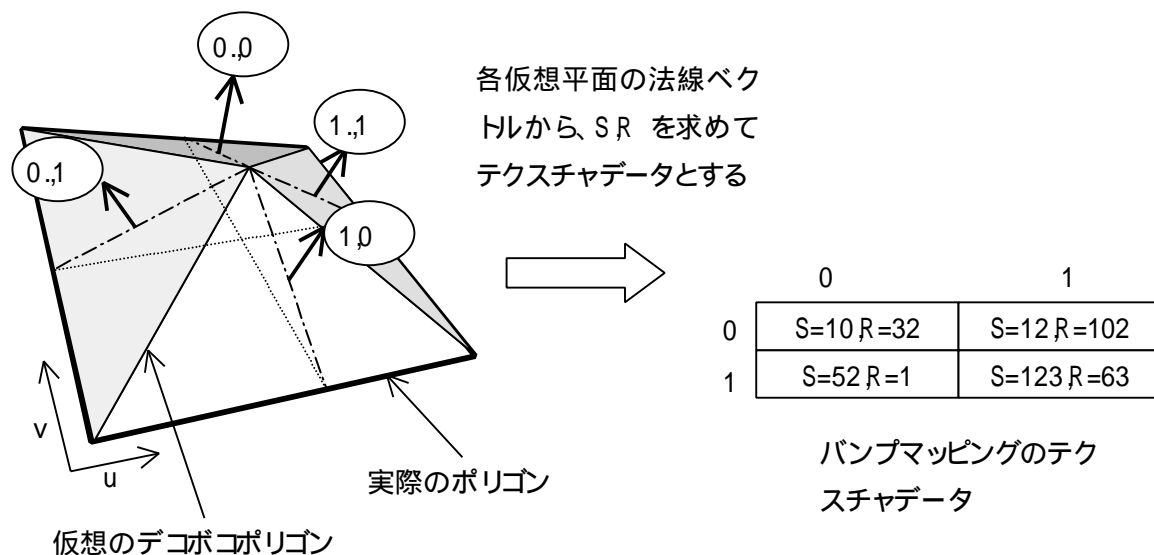 0.,0
各仮想平面の法線ベク
トルから、S,R を求めて
テクスチャデータとする
1.,1
0.,1
1,0
0 1
0 S=10,R=32 S=12,R=102
1 S=52,R=1 S=123,R=63
v
u
バンプマッピングのテク
スチャデータ
実際のポリゴン
仮想のデコボコポリゴン